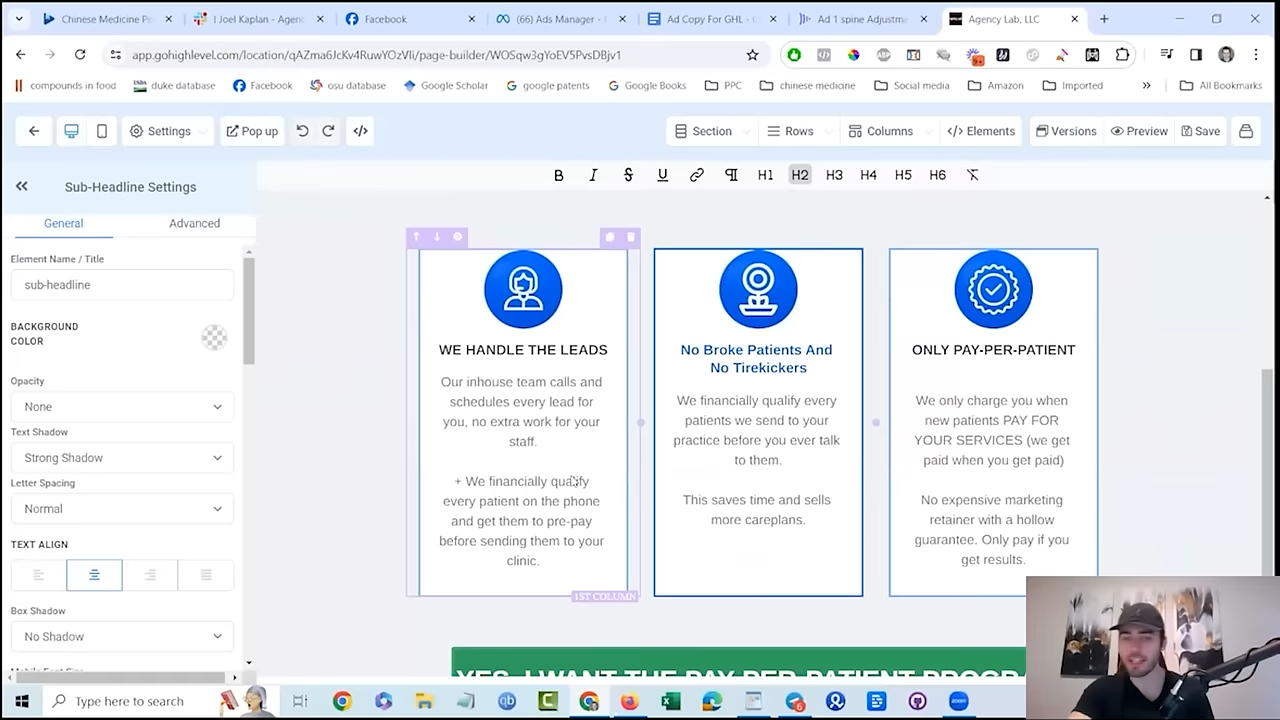 Chinese Medicine P
| Joel Kaplan - Agen
Facebook
(66) Ads Manager -
Ad Copy For GHL -
Ad 1 spine Adjustme
Agency Lab, LLC
app.gohighlevel.com/location/qAZma6JcKv4RuwYOzVIi/page-builder/WOSqw3gYoEV5PvsDBjv1
compounds in food
duke database
Facebook
osu database
Google Scholar
google patents
Google Books
PPC
chinese medicine
Social media
Amazon
Imported
»
All Bookmarks
Settings
Pop up
Section
Rows
Columns
</> Elements
Versions
Preview
Save
Sub-Headline Settings
B I S U H1 H2 H3 H4 H5 H6
General
Advanced
Element Name / Title
sub-headline
BACKGROUND
COLOR
Opacity
None
Text Shadow
Strong Shadow
Letter Spacing
Normal
TEXT ALIGN
Box Shadow
No Shadow
WE HANDLE THE LEADS
Our inhouse team calls and
schedules every lead for
you, no extra work for your
staff.
+ We financially qualify
every patient on the phone
and get them to pre-pay
before sending them to your
clinic.
1ST COLUMN
No Broke Patients And
No Tirekickers
We financially qualify every
patients we send to your
practice before you ever talk
to them.
This saves time and sells
more careplans.
ONLY PAY-PER-PATIENT
We only charge you when
new patients PAY FOR
YOUR SERVICES (we get
paid when you get paid)
No expensive marketing
retainer with a hollow
guarantee. Only pay if you
get results.
YES, I WANT THE PAY PER PATIENT PROGR
Type here to search